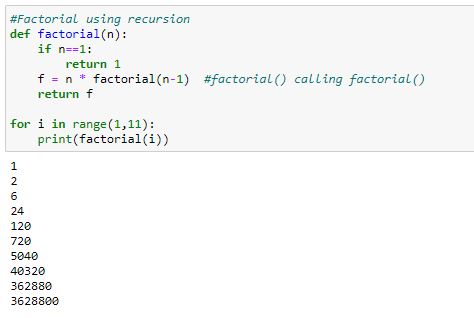 #Factorial using recursion
def factorial(n):
    if n==1:
        return 1
    f = n * factorial(n-1)  #factorial() calling factorial()
    return f

for i in range(1,11):
    print(factorial(i))
1
2
6
24
120
720
5040
40320
362880
3628800